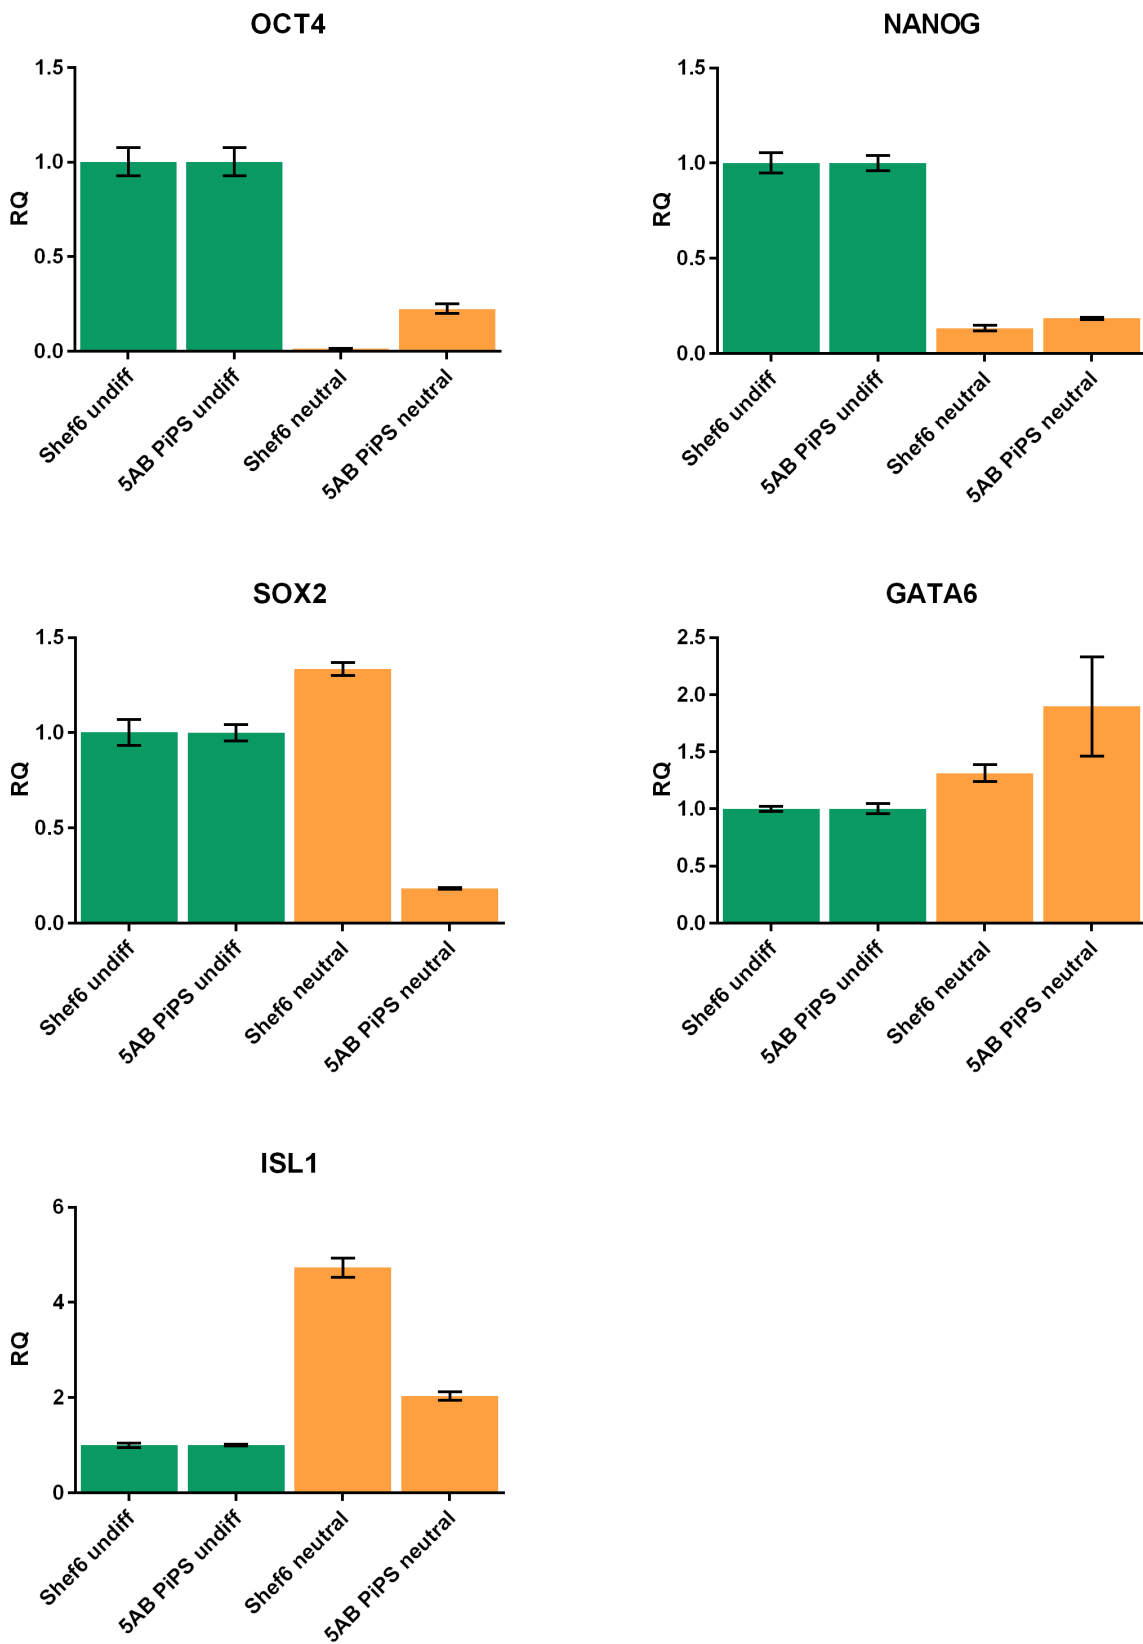 OCT4
RQ
1.5
1.0
0.5
0.0
Shef6 undiff
5AB PiPS undiff
Shef6 neutral
5AB PiPS neutral
NANOG
RQ
1.5
1.0
0.5
0.0
Shef6 undiff
5AB PiPS undiff
Shef6 neutral
5AB PiPS neutral
SOX2
RQ
1.5
1.0
0.5
0.0
Shef6 undiff
5AB PiPS undiff
Shef6 neutral
5AB PiPS neutral
GATA6
RQ
2.5
2.0
1.5
1.0
0.5
0.0
Shef6 undiff
5AB PiPS undiff
Shef6 neutral
5AB PiPS neutral
ISL1
RQ
6
4
2
0
Shef6 undiff
5AB PiPS undiff
Shef6 neutral
5AB PiPS neutral